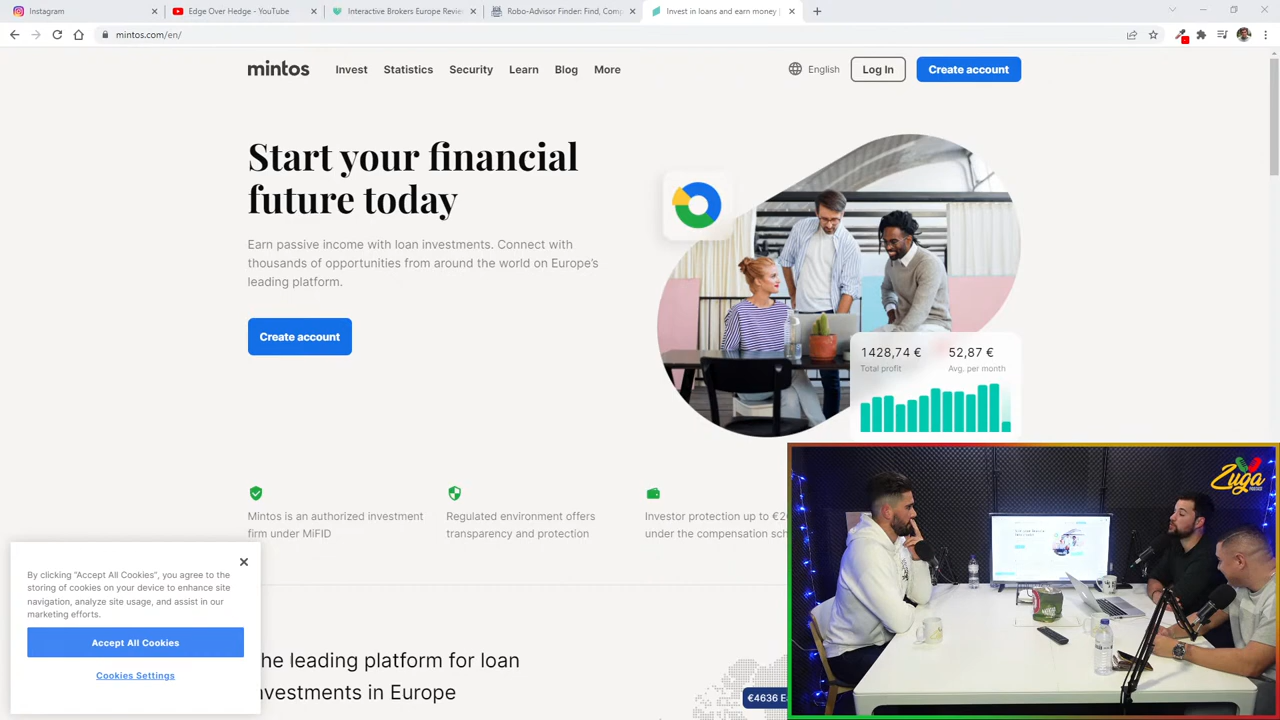 Instagram
Edge Over Hedge - YouTube
Interactive Brokers Europe Revie
Robo-Advisor Finder: Find, Comp
Invest in loans and earn money
mintos.com/en/
mintos
Invest
Statistics
Security
Learn
Blog
More
English
Log In
Create account
Start your financial
future today
Earn passive income with loan investments. Connect with
thousands of opportunities from around the world on Europe's
leading platform.
Create account
1428,74 €
52,87 €
Total profit
Avg. per month
Mintos is an authorized investment
firm under MiFID
Regulated environment offers
transparency and protection
Investor protection up to €2
under the compensation sch
By clicking "Accept All Cookies", you agree to the
storing of cookies on your device to enhance site
navigation, analyze site usage, and assist in our
marketing efforts.
Accept All Cookies
Cookies Settings
he leading platform for loan
nvestments in Europe
€4636 E
Zuga
PODCAST